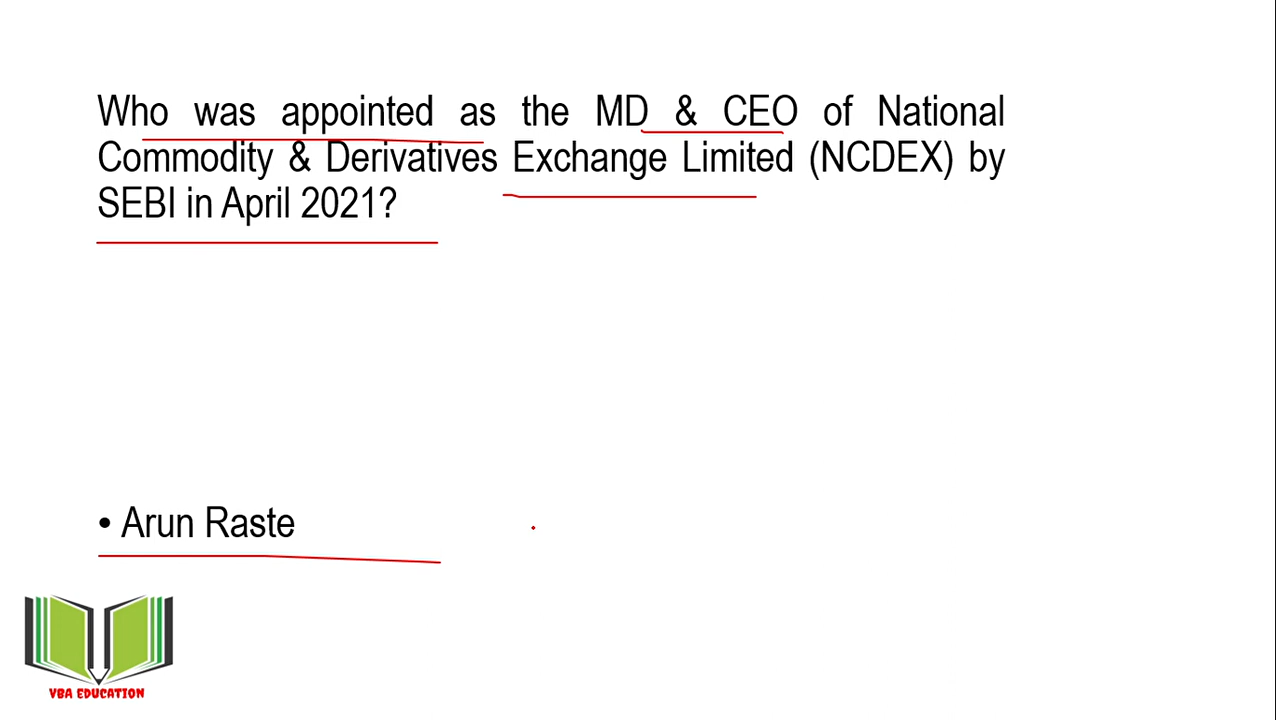 Who was appointed as the MD & CEO of National
Commodity & Derivatives Exchange Limited (NCDEX) by
SEBI in April 2021?
• Arun Raste
VBA EDUCATION